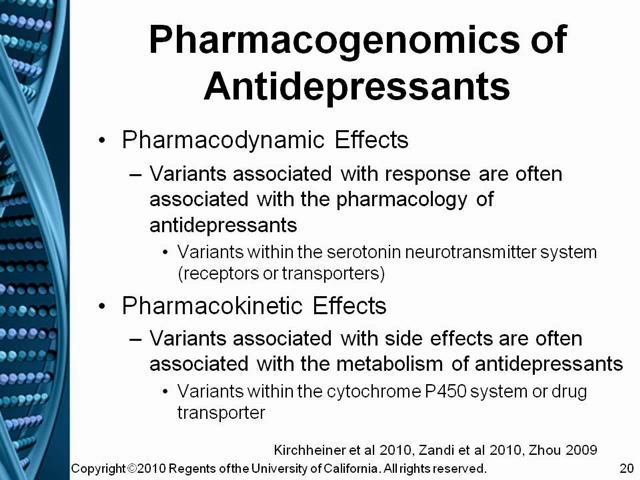 Pharmacogenomics of
Antidepressants
• Pharmacodynamic Effects
– Variants associated with response are often
associated with the pharmacology of
antidepressants
• Variants within the serotonin neurotransmitter system
(receptors or transporters)
• Pharmacokinetic Effects
– Variants associated with side effects are often
associated with the metabolism of antidepressants
• Variants within the cytochrome P450 system or drug
transporter
Kirchheiner et al 2010, Zandi et al 2010, Zhou 2009
Copyright ©2010 Regents of the University of California. All rights reserved.
20